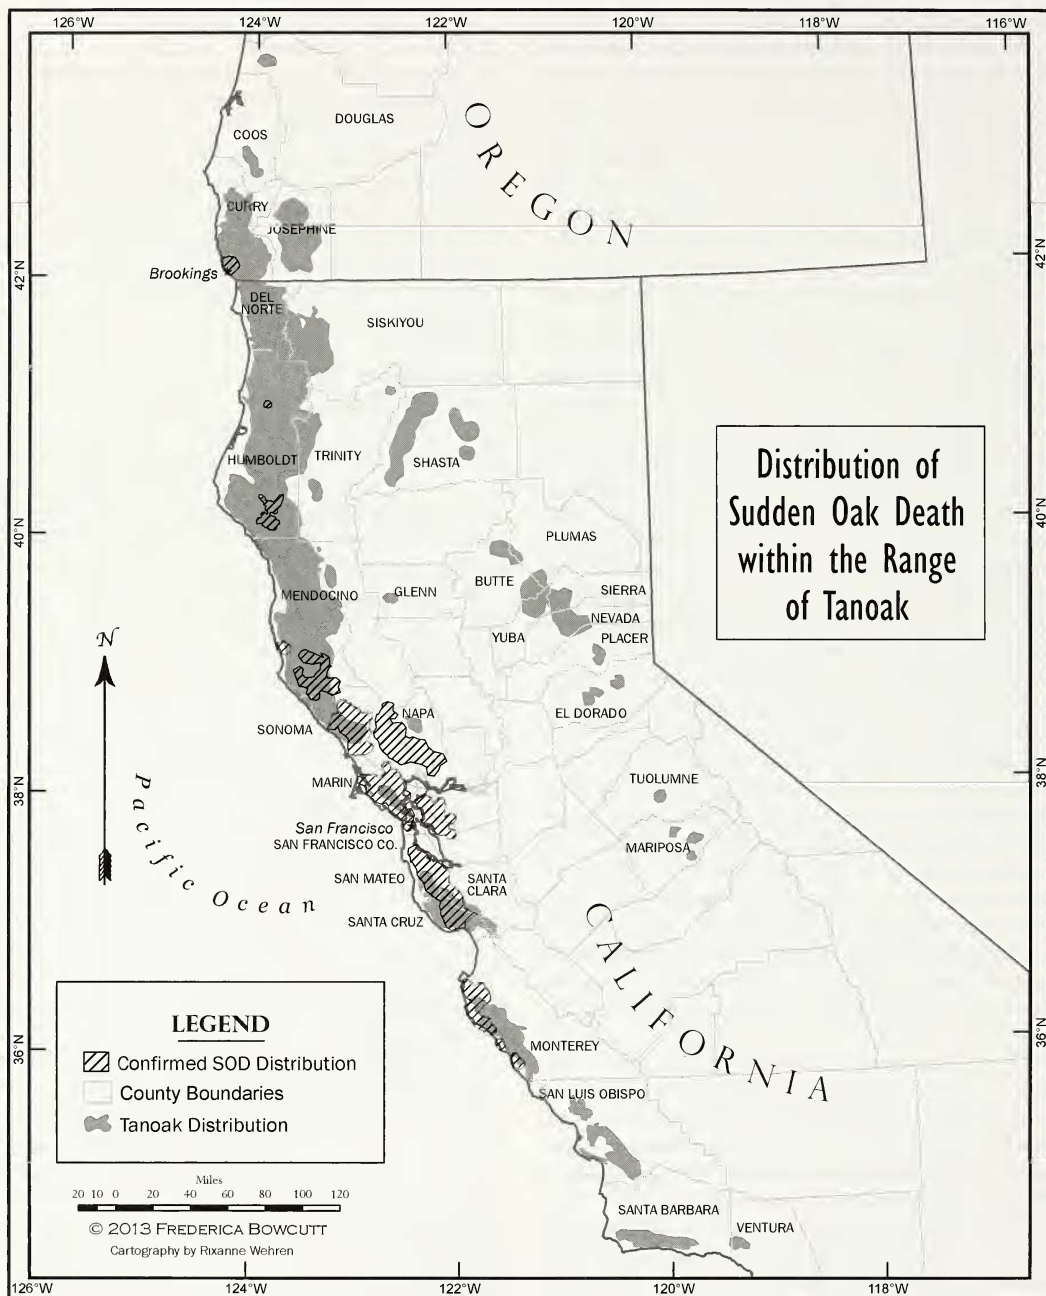 126°W
124°W
122°W
120°W
118°W
116°W
OREGON
DOUGLAS
COOS
CURRY
JOSEPHINE
42°N
Brookings
42°N
DEL
NORTE
SISKIYOU
HUMBOLDT
TRINITY
SHASTA
Distribution of
Sudden Oak Death
within the Range
of Tanoak
40°N
40°N
PLUMAS
BUTTE
SIERRA
MENDOCINO
GLENN
NEVADA
YUBA
PLACER
N
EL DORADO
NAPA
SONOMA
38°N
38°N
MARIN
TUOLUMNE
Pacific Ocean
San Francisco
SAN FRANCISCO CO.
MARIPOSA
SAN MATEO
SANTA
CLARA
SANTA CRUZ
CALIFORNIA
36°N
36°N
LEGEND
Confirmed SOD Distribution
County Boundaries
Tanoak Distribution
MONTEREY
SAN LUIS OBISPO
Miles
20 10 0 20 40 60 80 100 120
© 2013 FREDERICA BOWCUTT
Cartography by Rixanne Wehren
SANTA BARBARA
VENTURA
126°W
124°W
122°W
120°W
118°W